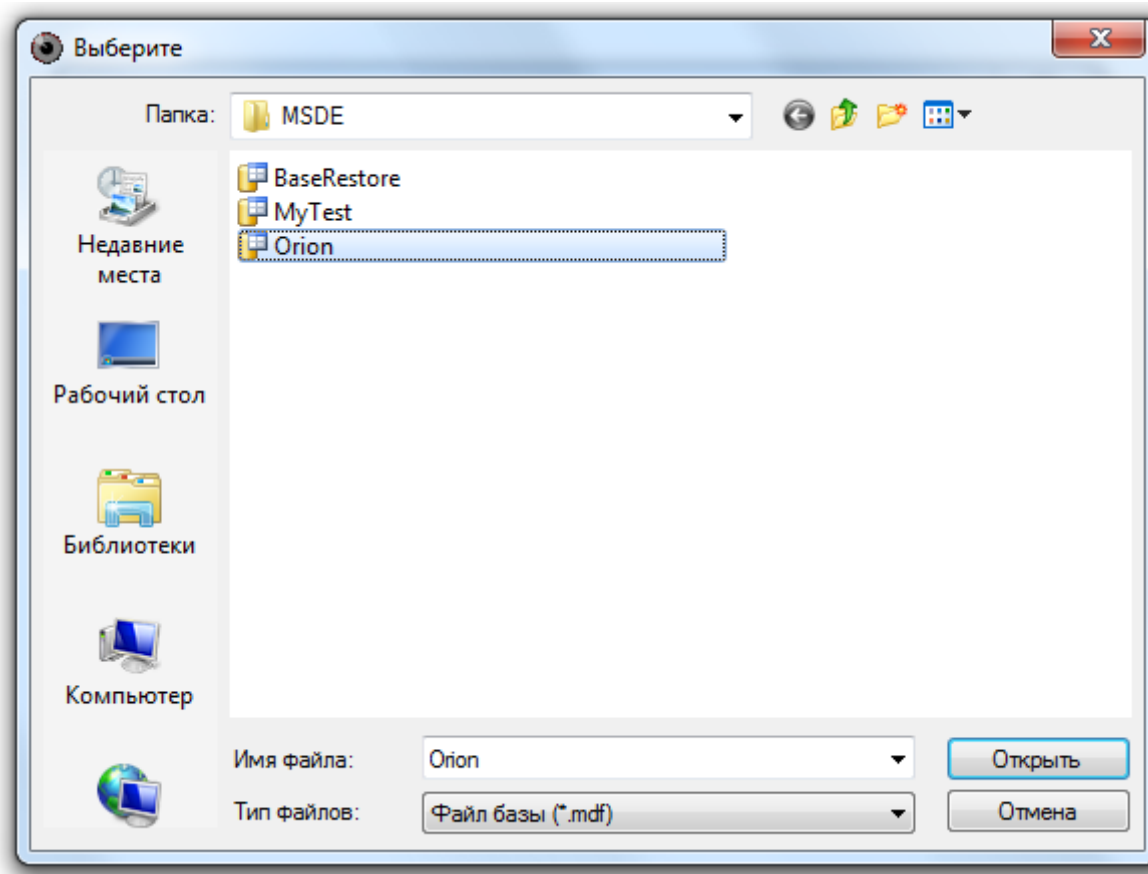 Выберите
Папка:
MSDE
BaseRestore
MyTest
Orion
Недавние
места
Рабочий стол
Библиотеки
Компьютер
Имя файла:
Orion
Открыть
Тип файлов:
Файл базы (*.mdf)
Отмена